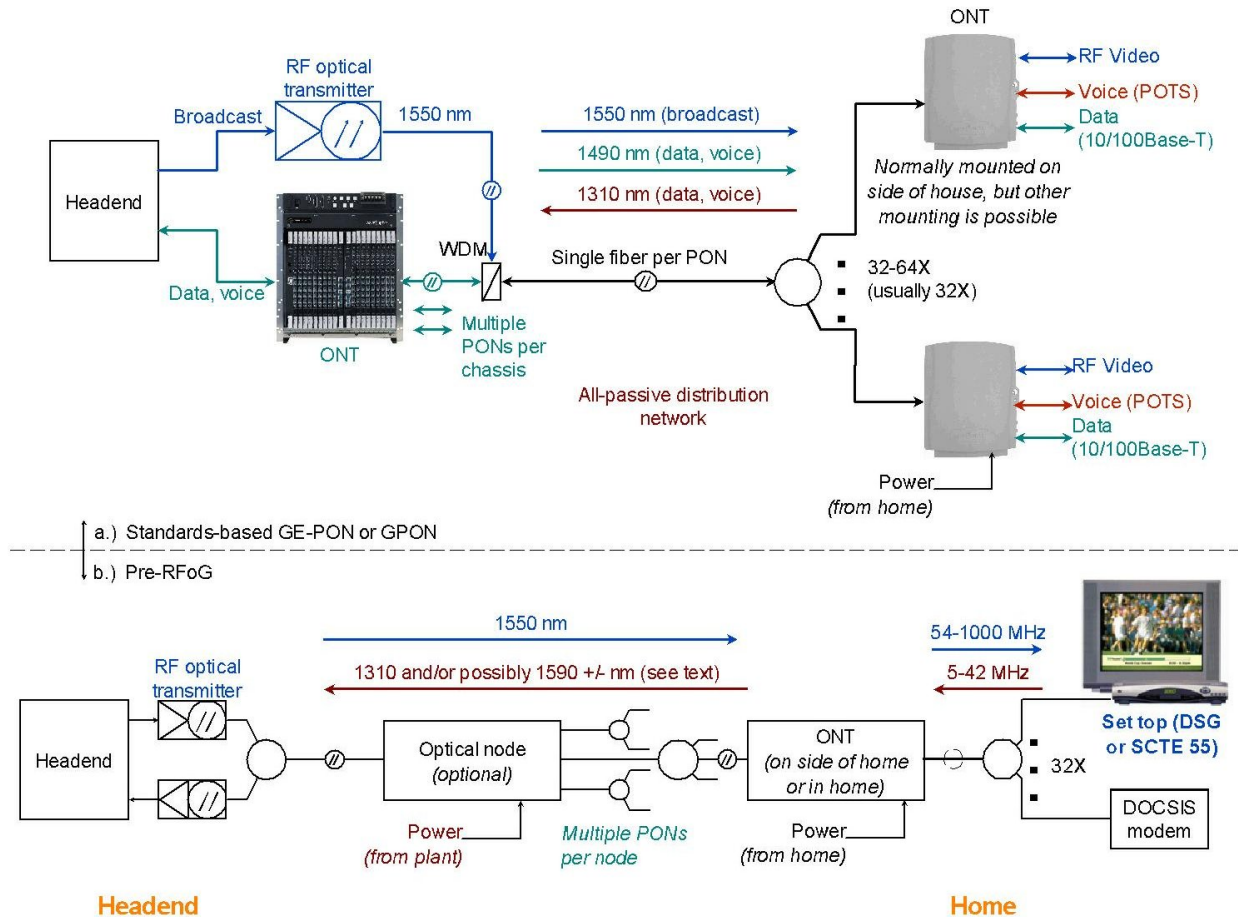 ONT
RF optical
transmitter
Broadcast
1550 nm
1550 nm (broadcast)
1490 nm (data, voice)
1310 nm (data, voice)
RF Video
Voice (POTS)
Data
(10/100Base-T)
Normally mounted on
side of house, but other
mounting is possible
Headend
WDM
Single fiber per PON
32-64X
(usually 32X)
Data, voice
ONT
Multiple
PONs per
chassis
All-passive distribution
network
RF Video
Voice (POTS)
Data
(10/100Base-T)
Power
(from home)
a.) Standards-based GE-PON or GPON
b.) Pre-RFoG
1550 nm
1310 and/or possibly 1590 +/- nm (see text)
54-1000 MHz
5-42 MHz
RF optical
transmitter
Headend
Optical node
(optional)
ONT
(on side of home
or in home)
Set top (DSG
or SCTE 55)
32X
DOCSIS
modem
Power
(from plant)
Multiple PONs
per node
Power
(from home)
Headend
Home